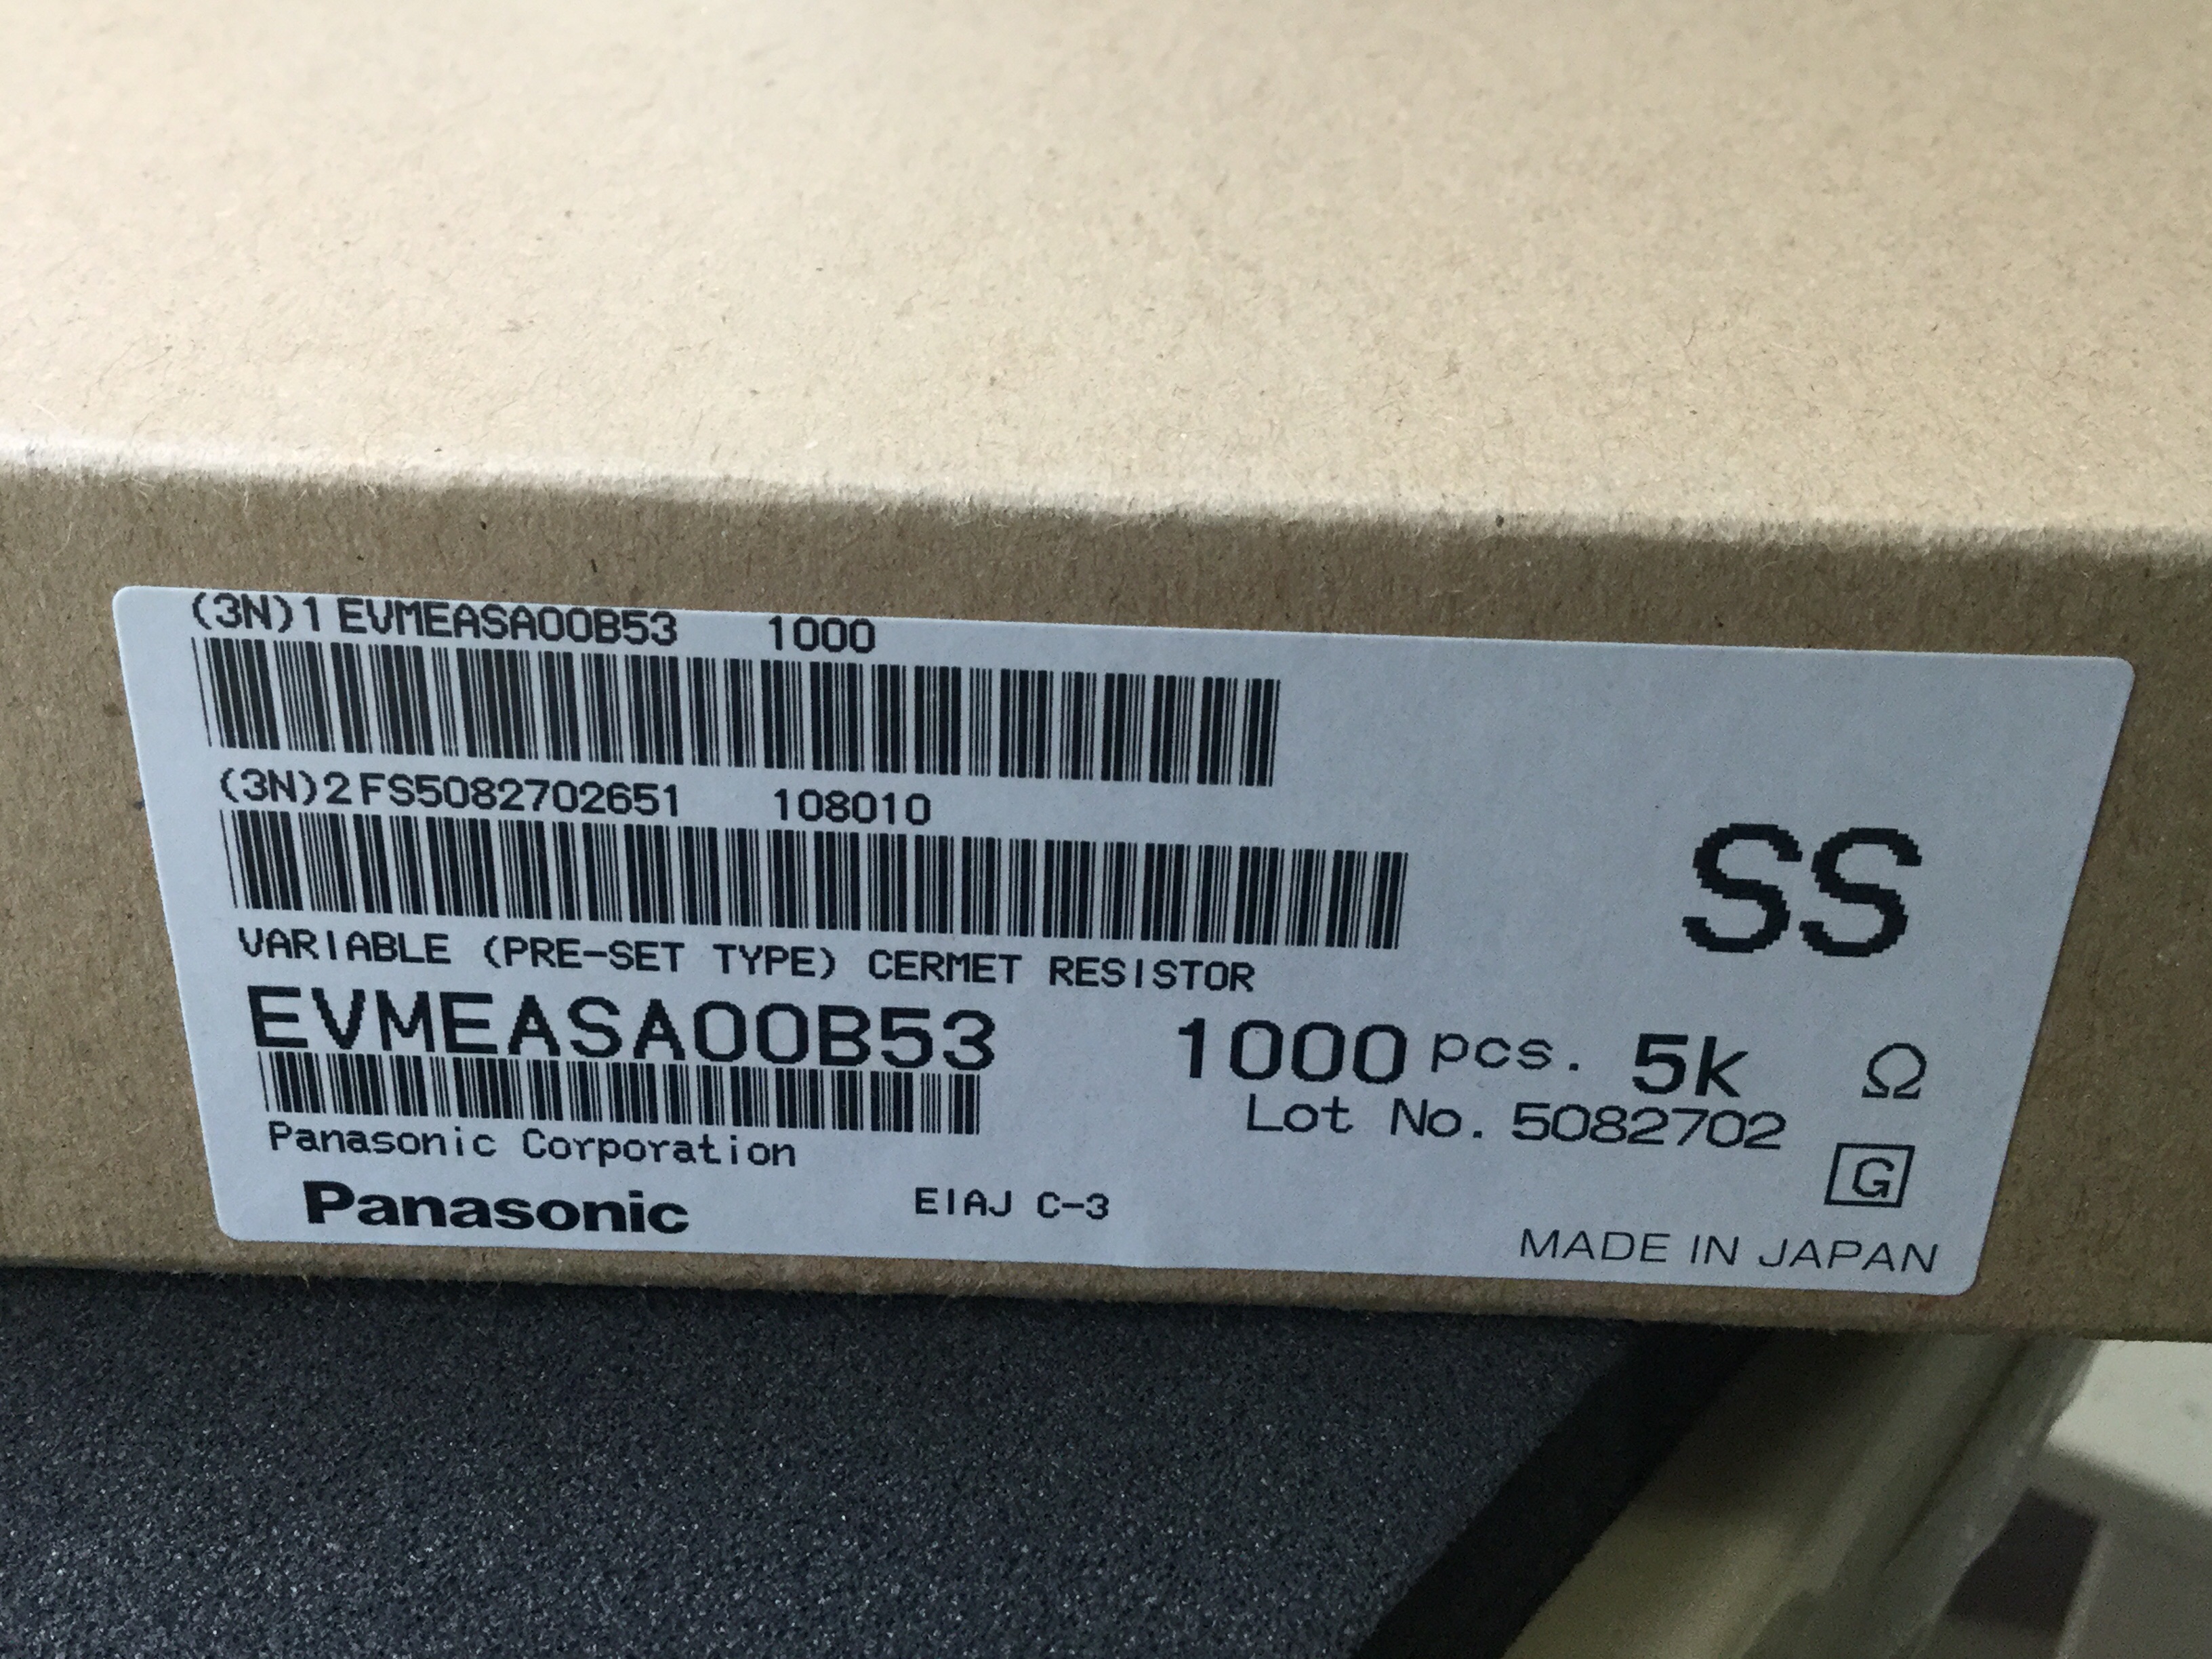 (3N)1 EVMEASA00B53 1000
(3N)2 FS5082702651 108010
SS
VARIABLE (PRE-SET TYPE) CERMET RESISTOR
EVMEASA00B53 1000 pcs. 5k Ω
Lot No. 5082702
Panasonic Corporation
G
Panasonic EIAJ C-3
MADE IN JAPAN